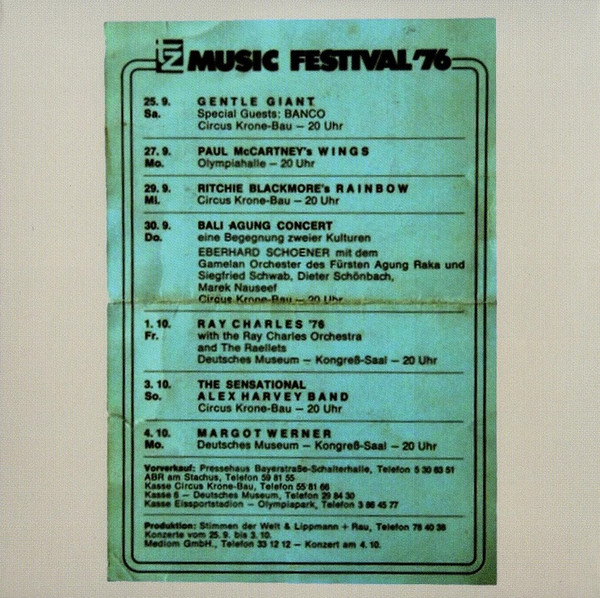 tz MUSIC FESTIVAL '76
25. 9. GENTLE GIANT
Sa. Special Guests: BANCO
Circus Krone-Bau – 20 Uhr
27. 9. PAUL McCARTNEY's WINGS
Mo. Olympiahalle – 20 Uhr
29. 9. RITCHIE BLACKMORE's RAINBOW
Mi. Circus Krone-Bau – 20 Uhr
30. 9. BALI AGUNG CONCERT
Do. eine Begegnung zweier Kulturen
EBERHARD SCHOENER mit dem
Gamelan Orchester des Fürsten Agung Raka und
Siegfried Schwab, Dieter Schönbach,
Marek Nauseef
Circus Krone-Bau – 20 Uhr
1. 10. RAY CHARLES '76
Fr. with the Ray Charles Orchestra
and The Raellets
Deutsches Museum – Kongreß-Saal – 20 Uhr
3. 10. THE SENSATIONAL
So. ALEX HARVEY BAND
Circus Krone-Bau – 20 Uhr
4. 10. MARGOT WERNER
Mo. Deutsches Museum – Kongreß-Saal – 20 Uhr
Vorverkauf: Pressehaus Bayerstraße-Schalterhalle, Telefon 5 30 63 51
ABR am Stachus, Telefon 59 81 55
Kasse Circus Krone-Bau, Telefon 55 81 66
Kasse 6 – Deutsches Museum, Telefon 29 84 30
Kasse Eissportstadion – Olympiapark, Telefon 3 86 45 77
Produktion: Stimmen der Welt & Lippmann + Rau, Telefon 78 40 38
Konzerte vom 25. 9. bis 3. 10.
Mediom GmbH., Telefon 33 12 12 – Konzert am 4. 10.